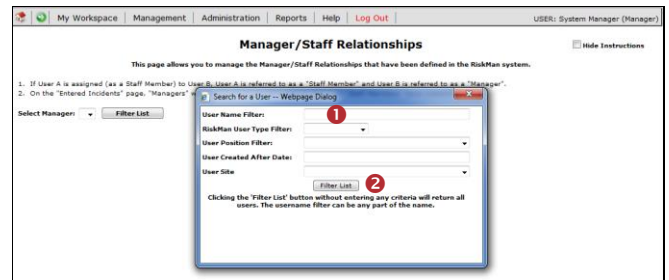 My Workspace | Management | Administration | Reports | Help | Log Out | USER: System Manager (Manager)
Manager/Staff Relationships
Hide Instructions
This page allows you to manage the Manager/Staff Relationships that have been defined in the RiskMan system.
1. If User A is assigned (as a Staff Member) to User B, User A is referred to as a "Staff Member" and User B is referred to as a "Manager".
2. On the "Entered Incidents" page, "Managers"
Search for a User -- Webpage Dialog
Select Manager: Filter List
User Name Filter: 1
RiskMan User Type Filter:
User Position Filter:
User Created After Date:
User Site
Filter List 2
Clicking the 'Filter List' button without entering any criteria will return all
users. The username filter can be any part of the name.